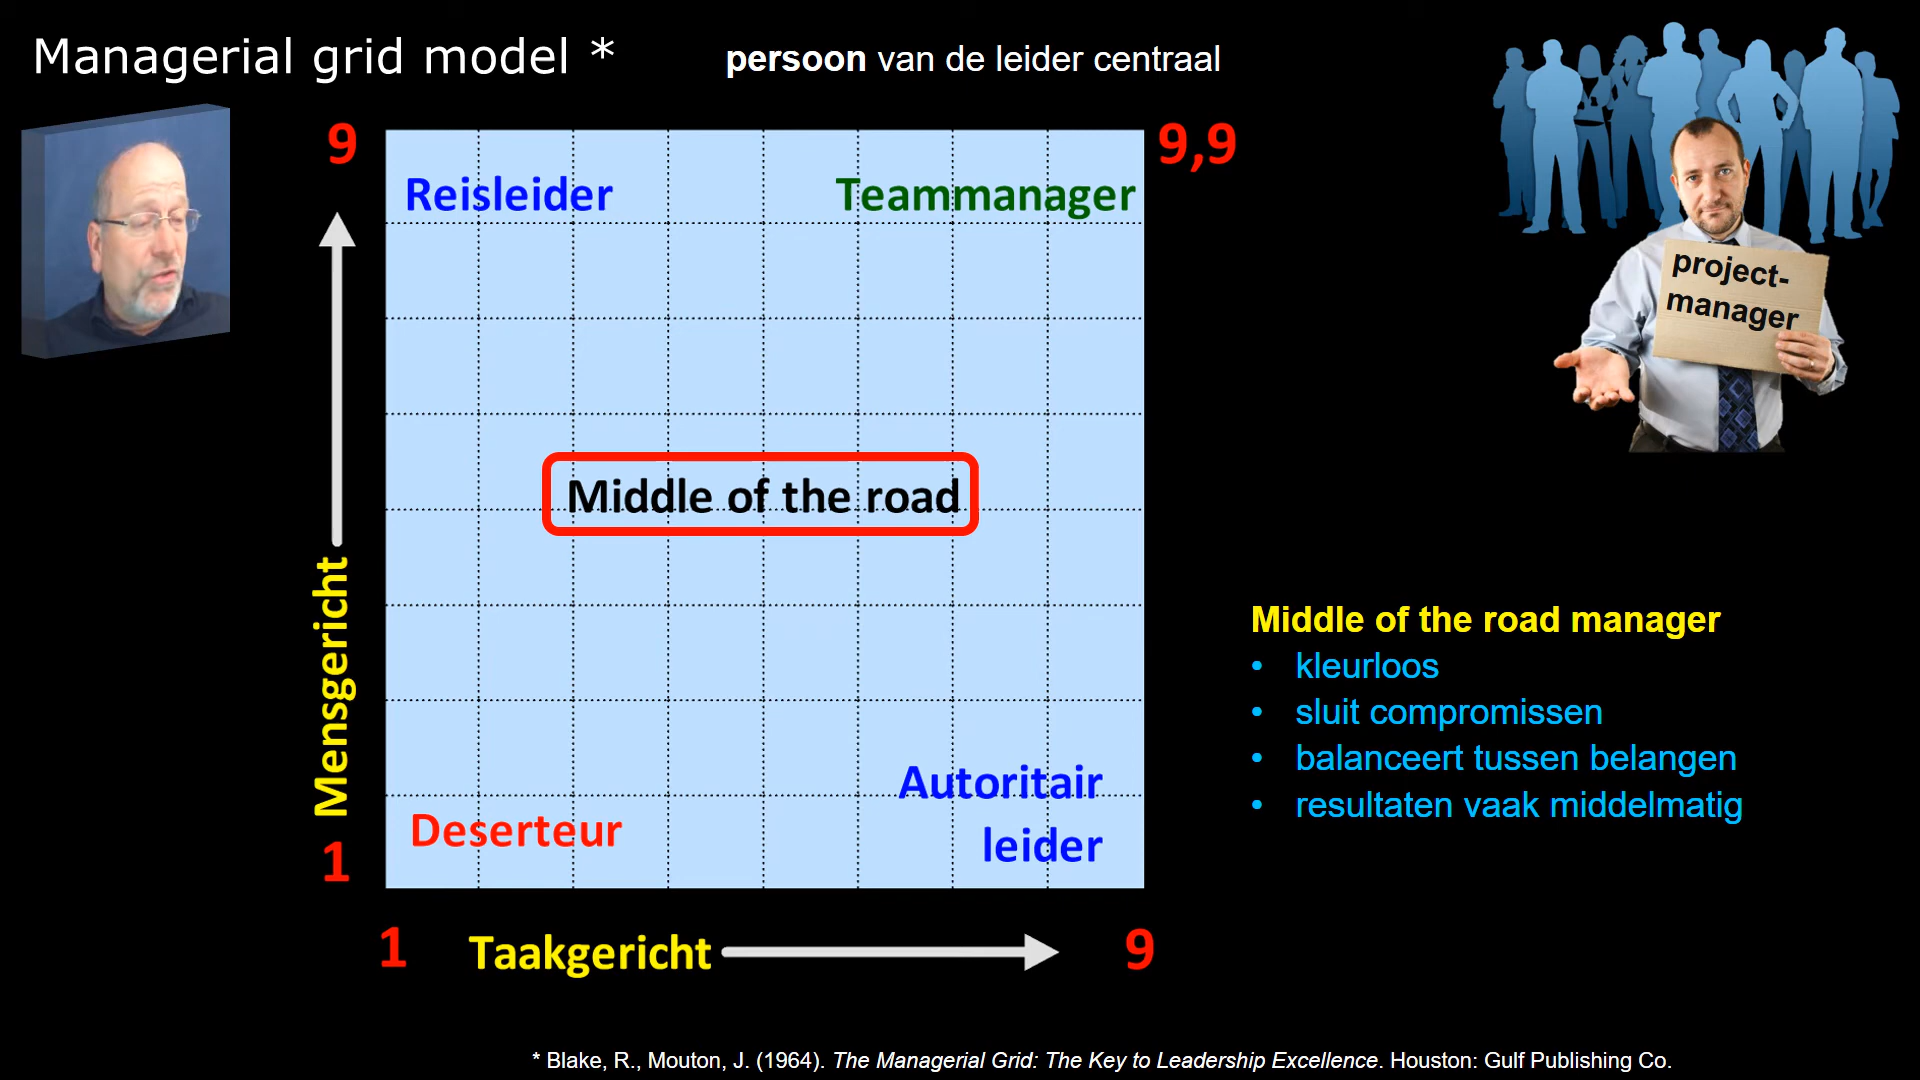 Managerial grid model *
persoon van de leider centraal
9
9,9
Reisleider
Teammanager
project-
manager
Middle of the road
Mensgericht
Middle of the road manager
• kleurloos
• sluit compromissen
• balanceert tussen belangen
• resultaten vaak middelmatig
Autoritair
leider
Deserteur
1
1
Taakgericht
9
* Blake, R., Mouton, J. (1964). The Managerial Grid: The Key to Leadership Excellence. Houston: Gulf Publishing Co.